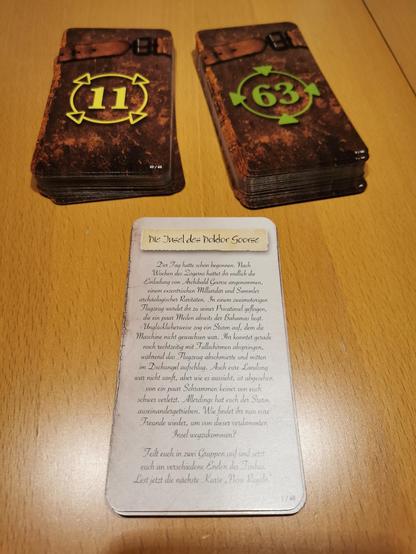 11
63
Die Insel des Doktor Goorse
Der Tag hatte schön begonnen. Nach
Wochen des Zögerns hattet ihr endlich die
Einladung von Archibald Goorse angenommen,
einem exzentrischen Milliardär und Sammler
archäologischer Raritäten. In einem zweimotorigen
Flugzeug wurdet ihr zu seiner Privatinsel geflogen,
die ein paar Meilen abseits der Bahamas liegt.
Unglücklicherweise zog ein Sturm auf, dem die
Maschine nicht gewachsen war. Ihr konntet gerade
noch rechtzeitig mit Fallschirmen abspringen,
während das Flugzeug abschmierte und mitten
im Dschungel aufschlug. Auch eure Landung
war nicht sanft, aber wie es aussieht, ist abgesehen
von ein paar Schrammen keiner von euch
schwer verletzt. Allerdings hat euch der Sturm
auseinandergetrieben. Wie findet ihr nun eure
Freunde wieder, um von dieser verdammten
Insel wegzukommen?
Teilt euch in zwei Gruppen auf und setzt
euch an verschiedene Enden des Tisches.
Lest jetzt die nächste Karte „Neue Regeln“.
1 / 60